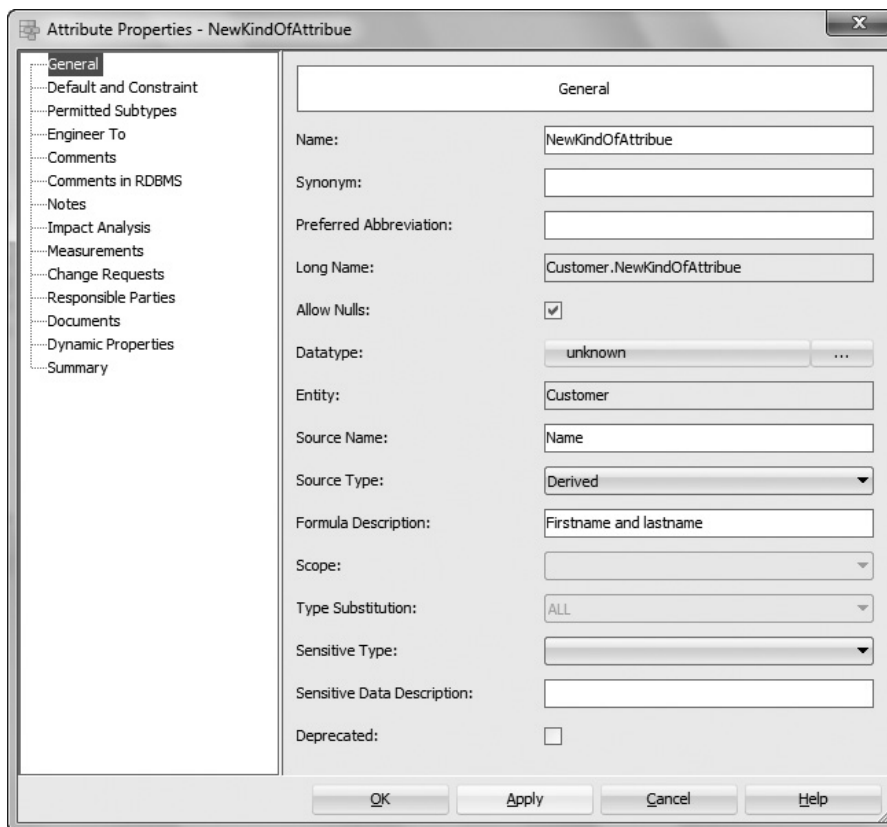 Attribute Properties - NewKindOfAttribue
X
General
Default and Constraint
Permitted Subtypes
Engineer To
Comments
Comments in RDBMS
Notes
Impact Analysis
Measurements
Change Requests
Responsible Parties
Documents
Dynamic Properties
Summary
General
Name: NewKindOfAttribue
Synonym:
Preferred Abbreviation:
Long Name: Customer.NewKindOfAttribue
Allow Nulls:
Datatype: unknown ...
Entity: Customer
Source Name: Name
Source Type: Derived
Formula Description: Firstname and lastname
Scope:
Type Substitution: ALL
Sensitive Type:
Sensitive Data Description:
Deprecated:
OK Apply Cancel Help